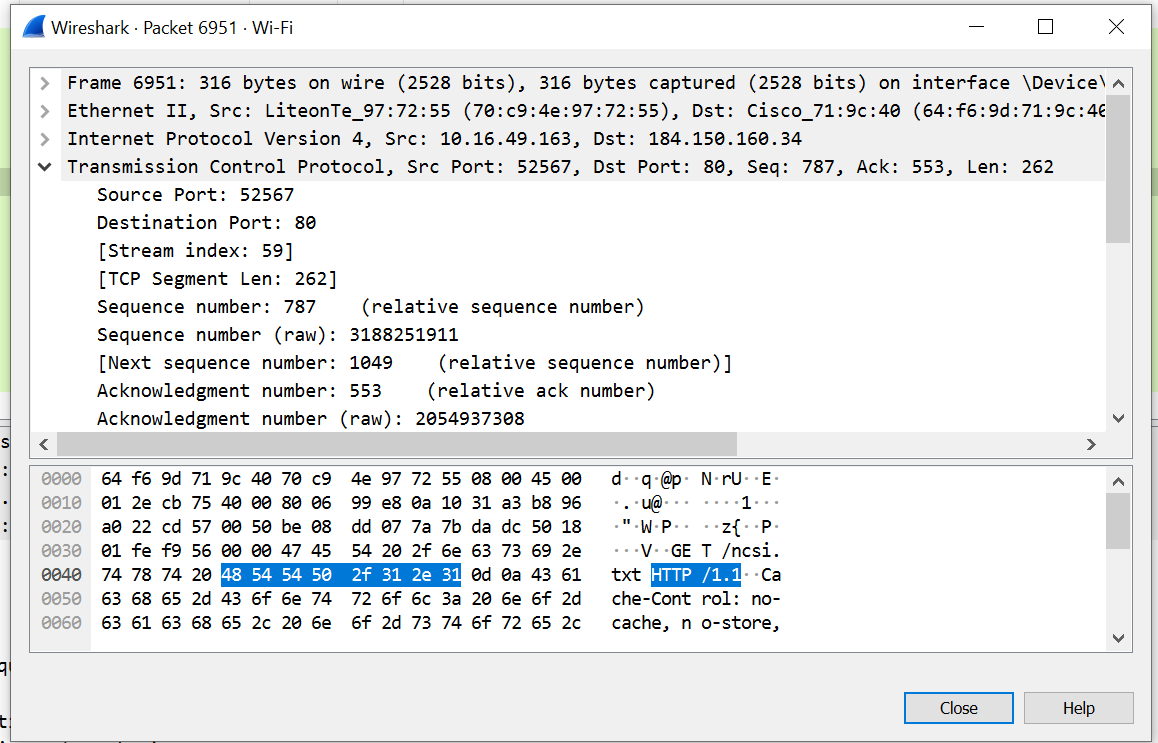 Wireshark · Packet 6951 · Wi-Fi
Frame 6951: 316 bytes on wire (2528 bits), 316 bytes captured (2528 bits) on interface \Device\
Ethernet II, Src: LiteonTe_97:72:55 (70:c9:4e:97:72:55), Dst: Cisco_71:9c:40 (64:f6:9d:71:9c:40
Internet Protocol Version 4, Src: 10.16.49.163, Dst: 184.150.160.34
Transmission Control Protocol, Src Port: 52567, Dst Port: 80, Seq: 787, Ack: 553, Len: 262
Source Port: 52567
Destination Port: 80
[Stream index: 59]
[TCP Segment Len: 262]
Sequence number: 787    (relative sequence number)
Sequence number (raw): 3188251911
[Next sequence number: 1049    (relative sequence number)]
Acknowledgment number: 553    (relative ack number)
Acknowledgment number (raw): 2054937308
0000 64 f6 9d 71 9c 40 70 c9 4e 97 72 55 08 00 45 00 d··q·@p· N·rU··E·
0010 01 2e cb 75 40 00 80 06 99 e8 0a 10 31 a3 b8 96 ·.·u@··· ····1···
0020 a0 22 cd 57 00 50 be 08 dd 07 7a 7b da dc 50 18 ·"·W·P·· ··z{··P·
0030 01 fe f9 56 00 00 47 45 54 20 2f 6e 63 73 69 2e ···V··GE T /ncsi.
0040 74 78 74 20 48 54 54 50 2f 31 2e 31 0d 0a 43 61 txt HTTP /1.1··Ca
0050 63 68 65 2d 43 6f 6e 74 72 6f 6c 3a 20 6e 6f 2d che-Cont rol: no-
0060 63 61 63 68 65 2c 20 6e 6f 2d 73 74 6f 72 65 2c cache, n o-store,
Close Help